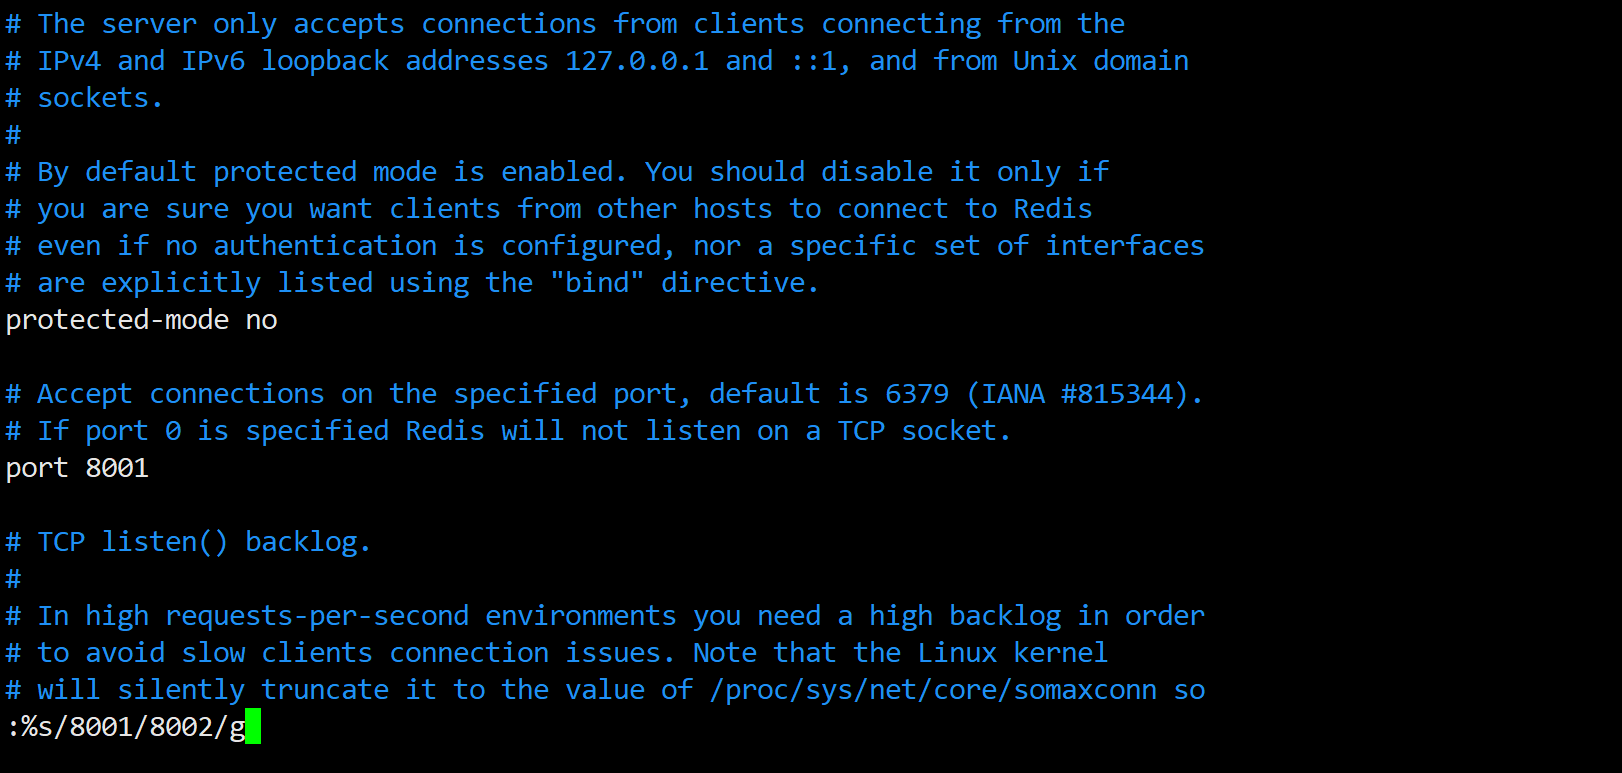 # The server only accepts connections from clients connecting from the
# IPv4 and IPv6 loopback addresses 127.0.0.1 and ::1, and from Unix domain
# sockets.
#
# By default protected mode is enabled. You should disable it only if
# you are sure you want clients from other hosts to connect to Redis
# even if no authentication is configured, nor a specific set of interfaces
# are explicitly listed using the "bind" directive.
protected-mode no
# Accept connections on the specified port, default is 6379 (IANA #815344).
# If port 0 is specified Redis will not listen on a TCP socket.
port 8001
# TCP listen() backlog.
#
# In high requests-per-second environments you need a high backlog in order
# to avoid slow clients connection issues. Note that the Linux kernel
# will silently truncate it to the value of /proc/sys/net/core/somaxconn so
:%s/8001/8002/g